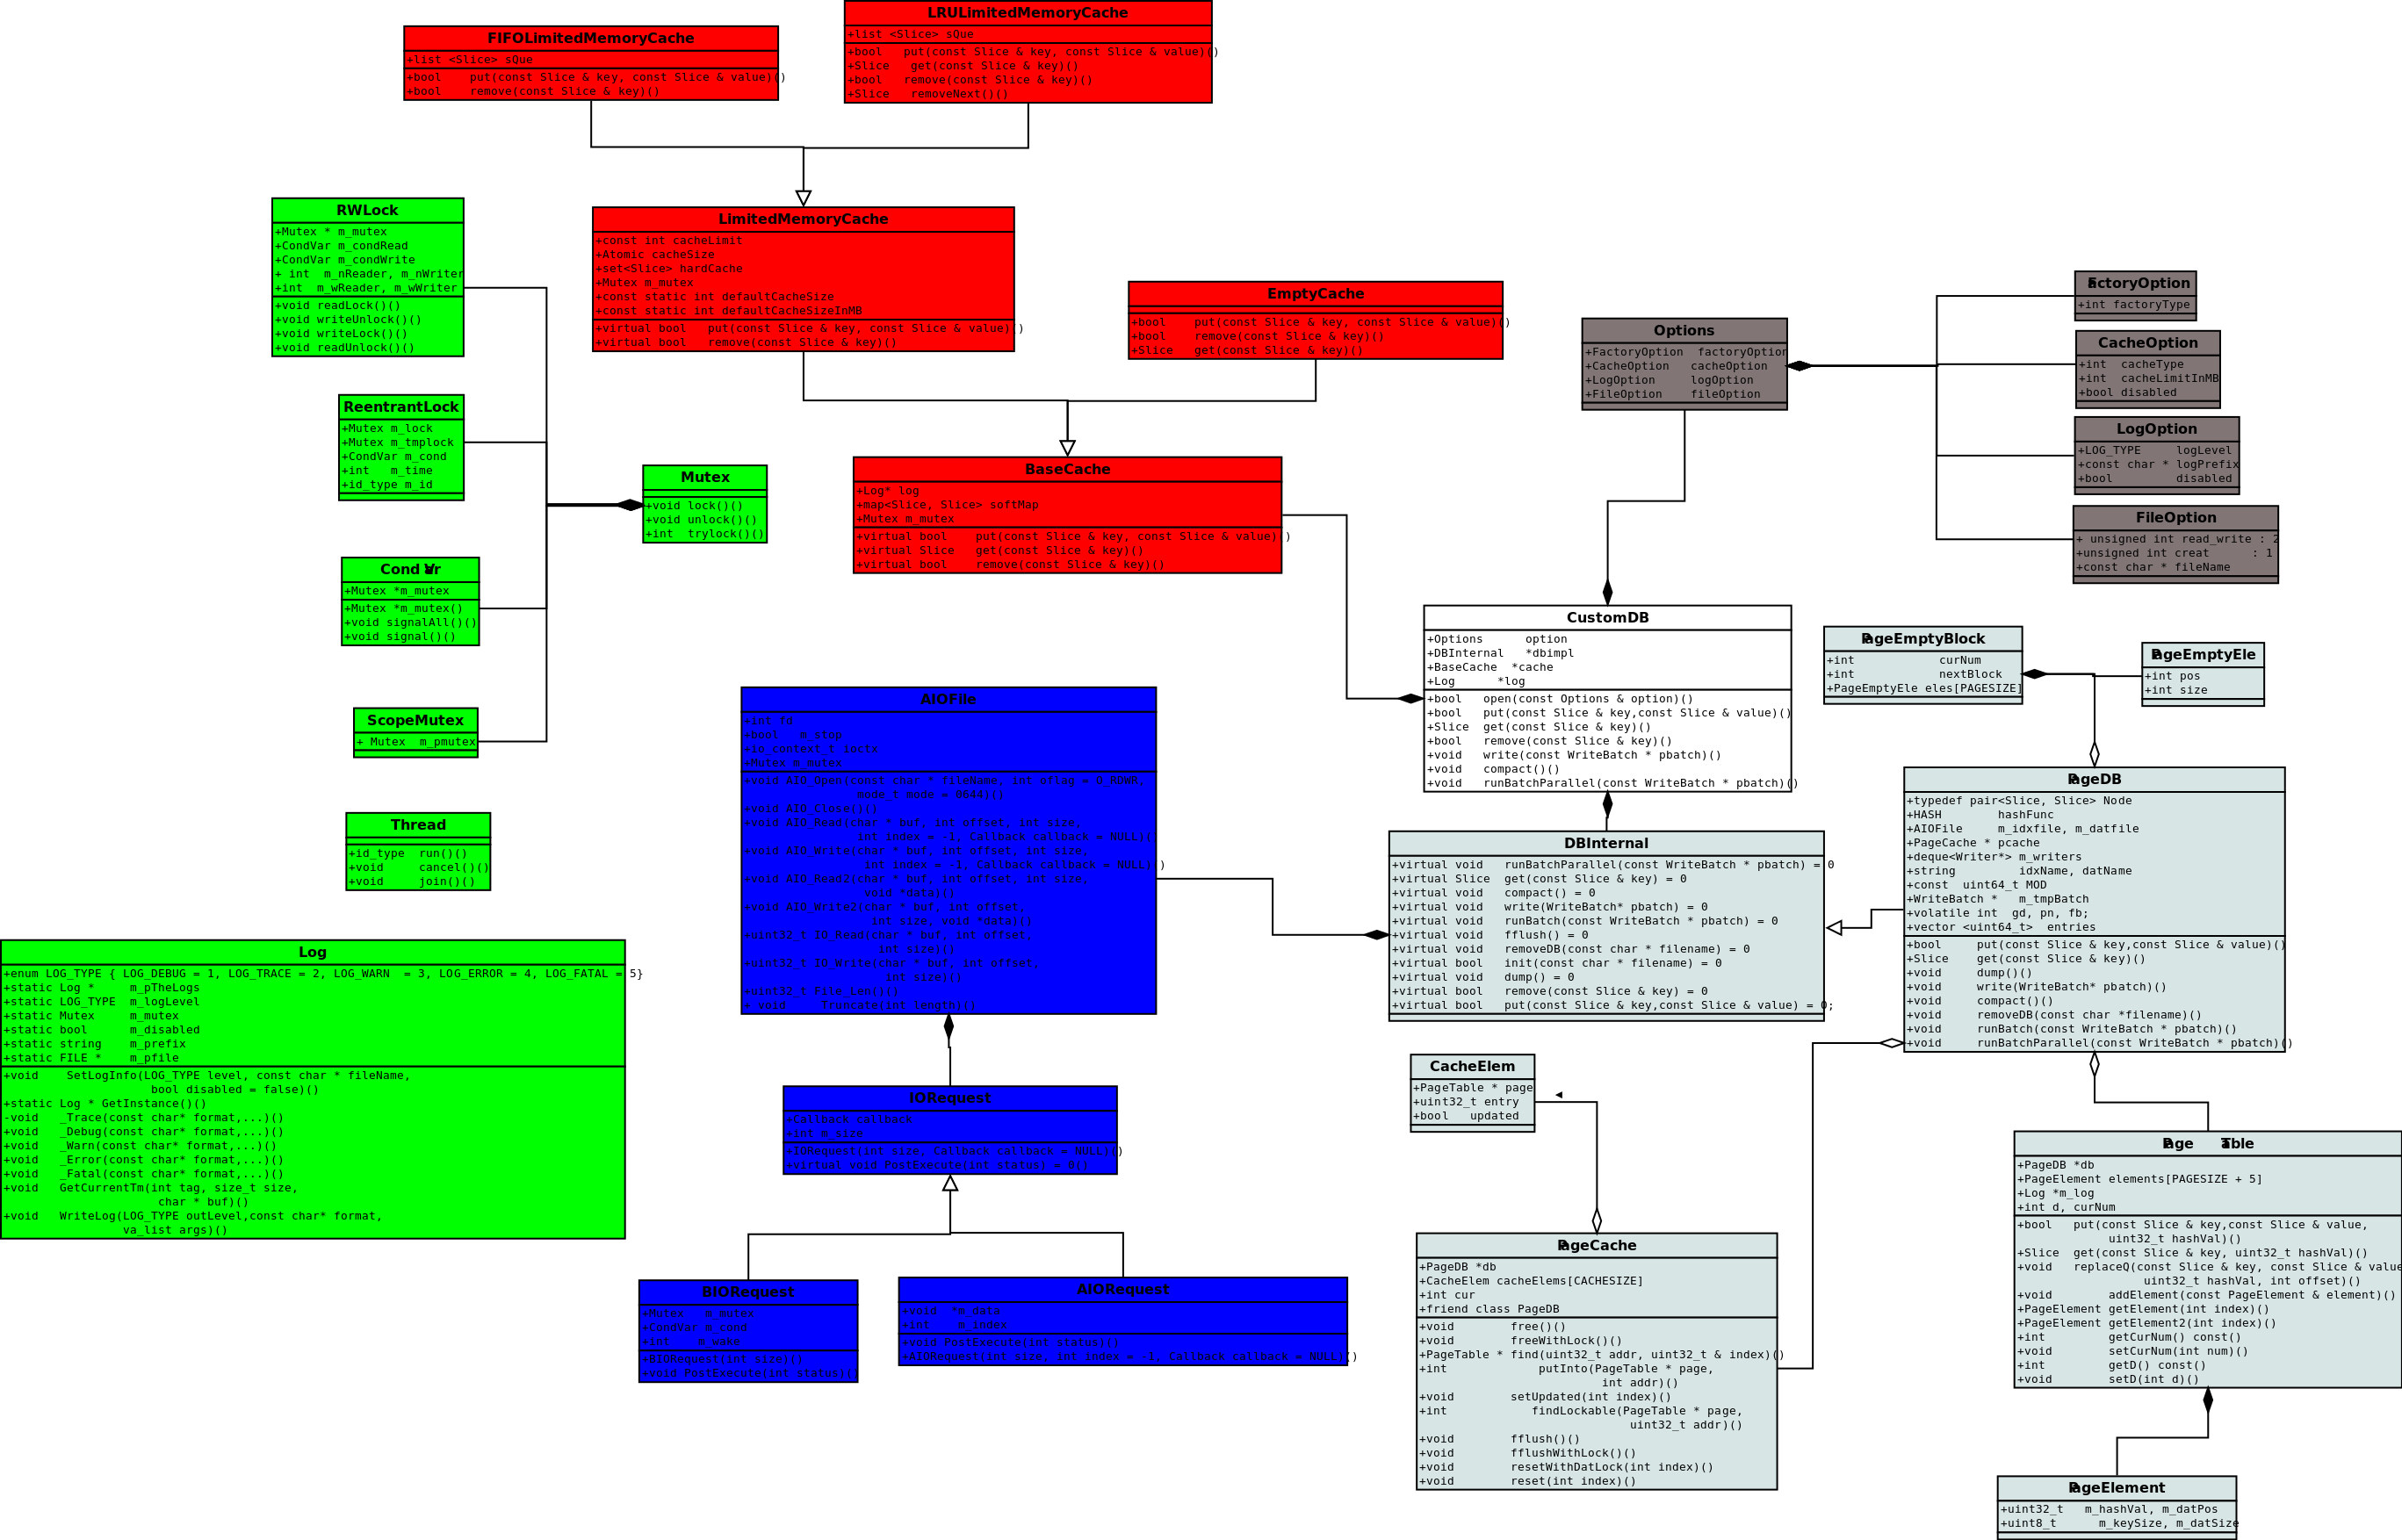 LRULimitedMemoryCache
+list <Slice> sQue
+bool   put(const Slice & key, const Slice & value)()
+Slice   get(const Slice & key)()
+bool   remove(const Slice & key)()
+Slice   removeNext()()
FIFOLimitedMemoryCache
+list <Slice> sQue
+bool    put(const Slice & key, const Slice & value)()
+bool    remove(const Slice & key)()
RWLock
+Mutex * m_mutex
+CondVar m_condRead
+CondVar m_condWrite
+ int  m_nReader, m_nWriter
+int  m_wReader, m_wWriter
+void readLock()()
+void writeUnlock()()
+void writeLock()()
+void readUnlock()()
LimitedMemoryCache
+const int cacheLimit
+Atomic cacheSize
+set<Slice> hardCache
+Mutex m_mutex
+const static int defaultCacheSize
+const static int defaultCacheSizeInMB
+virtual bool   put(const Slice & key, const Slice & value)()
+virtual bool   remove(const Slice & key)()
EmptyCache
+bool    put(const Slice & key, const Slice & value)()
+bool    remove(const Slice & key)()
+Slice   get(const Slice & key)()
Options
+FactoryOption  factoryOption
+CacheOption   cacheOption
+LogOption     logOption
+FileOption    fileOption
FactoryOption
+int factoryType
CacheOption
+int  cacheType
+int  cacheLimitInMB
+bool disabled
LogOption
+LOG_TYPE     logLevel
+const char * logPrefix
+bool         disabled
FileOption
+ unsigned int read_write : 2
+unsigned int creat      : 1
+const char * fileName
ReentrantLock
+Mutex m_lock
+Mutex m_tmplock
+CondVar m_cond
+int   m_time
+id_type m_id
Mutex
+void lock()()
+void unlock()()
+int  trylock()()
BaseCache
+Log* log
+map<Slice, Slice> softMap
+Mutex m_mutex
+virtual bool    put(const Slice & key, const Slice & value)()
+virtual Slice   get(const Slice & key)()
+virtual bool    remove(const Slice & key)()
CondVar
+Mutex *m_mutex
+Mutex *m_mutex()
+void signalAll()()
+void signal()()
ScopeMutex
+ Mutex  m_pmutex
Thread
+id_type  run()()
+void     cancel()()
+void     join()()
CustomDB
+Options      option
+DBInternal   *dbimpl
+BaseCache  *cache
+Log      *log
+bool   open(const Options & option)()
+bool   put(const Slice & key,const Slice & value)()
+Slice  get(const Slice & key)()
+bool   remove(const Slice & key)()
+void   write(const WriteBatch * pbatch)()
+void   compact()()
+void   runBatchParallel(const WriteBatch * pbatch)()
PageEmptyBlock
+int            curNum
+int            nextBlock
+PageEmptyEle eles[PAGESIZE]
PageEmptyEle
+int pos
+int size
AIOFile
+int fd
+bool   m_stop
+io_context_t ioctx
+Mutex m_mutex
+void AIO_Open(const char * fileName, int oflag = O_RDWR,
mode_t mode = 0644)()
+void AIO_Close()()
+void AIO_Read(char * buf, int offset, int size,
int index = -1, Callback callback = NULL)()
+void AIO_Write(char * buf, int offset, int size,
int index = -1, Callback callback = NULL)()
+void AIO_Read2(char * buf, int offset, int size,
void *data)()
+void AIO_Write2(char * buf, int offset,
int size, void *data)()
+uint32_t IO_Read(char * buf, int offset,
int size)()
+uint32_t IO_Write(char * buf, int offset,
int size)()
+uint32_t File_Len()()
+ void     Truncate(int length)()
DBInternal
+virtual void   runBatchParallel(const WriteBatch * pbatch) = 0
+virtual Slice  get(const Slice & key) = 0
+virtual void   compact() = 0
+virtual void   write(WriteBatch* pbatch) = 0
+virtual void   runBatch(const WriteBatch * pbatch) = 0
+virtual void   fflush() = 0
+virtual void   removeDB(const char * filename) = 0
+virtual bool   init(const char * filename) = 0
+virtual void   dump() = 0
+virtual bool   remove(const Slice & key) = 0
+virtual bool   put(const Slice & key,const Slice & value) = 0;
PageDB
+typedef pair<Slice, Slice> Node
+HASH        hashFunc
+AIOFile     m_idxfile, m_datfile
+PageCache * pcache
+deque<Writer*> m_writers
+string         idxName, datName
+const  uint64_t MOD
+WriteBatch *   m_tmpBatch
+volatile int  gd, pn, fb;
+vector <uint64_t>  entries
+bool     put(const Slice & key,const Slice & value)()
+Slice    get(const Slice & key)()
+void     dump()()
+void     write(WriteBatch* pbatch)()
+void     compact()()
+void     removeDB(const char *filename)()
+void     runBatch(const WriteBatch * pbatch)()
+void     runBatchParallel(const WriteBatch * pbatch)()
Log
+enum LOG_TYPE { LOG_DEBUG = 1, LOG_TRACE = 2, LOG_WARN  = 3, LOG_ERROR = 4, LOG_FATAL = 5}
+static Log *     m_pTheLogs
+static LOG_TYPE  m_logLevel
+static Mutex     m_mutex
+static bool      m_disabled
+static string    m_prefix
+static FILE *    m_pfile
+void    SetLogInfo(LOG_TYPE level, const char * fileName,
bool disabled = false)()
+static Log * GetInstance()()
-void   _Trace(const char* format,...)()
+void   _Debug(const char* format,...)()
+void   _Warn(const char* format,...)()
+void   _Error(const char* format,...)()
+void   _Fatal(const char* format,...)()
+void   GetCurrentTm(int tag, size_t size,
char * buf)()
+void   WriteLog(LOG_TYPE outLevel,const char* format,
va_list args)()
IORequest
+Callback callback
+int m_size
+IORequest(int size, Callback callback = NULL)()
+virtual void PostExecute(int status) = 0()
BIORequest
+Mutex   m_mutex
+CondVar m_cond
+int    m_wake
+BIORequest(int size)()
+void PostExecute(int status)()
AIORequest
+void  *m_data
+int    m_index
+void PostExecute(int status)()
+AIORequest(int size, int index = -1, Callback callback = NULL)()
CacheElem
+PageTable * page
+uint32_t entry
+bool   updated
PageCache
+PageDB *db
+CacheElem cacheElems[CACHESIZE]
+int cur
+friend class PageDB
+void        free()()
+void        freeWithLock()()
+PageTable * find(uint32_t addr, uint32_t & index)()
+int             putInto(PageTable * page,
int addr)()
+void        setUpdated(int index)()
+int            findLockable(PageTable * page,
uint32_t addr)()
+void        fflush()()
+void        fflushWithLock()()
+void        resetWithDatLock(int index)()
+void        reset(int index)()
Page Table
+PageDB *db
+PageElement elements[PAGESIZE + 5]
+Log *m_log
+int d, curNum
+bool   put(const Slice & key,const Slice & value,
uint32_t hashVal)()
+Slice  get(const Slice & key, uint32_t hashVal)()
+void   replaceQ(const Slice & key, const Slice & value
uint32_t hashVal, int offset)()
+void        addElement(const PageElement & element)()
+PageElement getElement(int index)()
+PageElement getElement2(int index)()
+int         getCurNum() const()
+void        setCurNum(int num)()
+int         getD() const()
+void        setD(int d)()
PageElement
+uint32_t   m_hashVal, m_datPos
+uint8_t      m_keySize, m_datSize